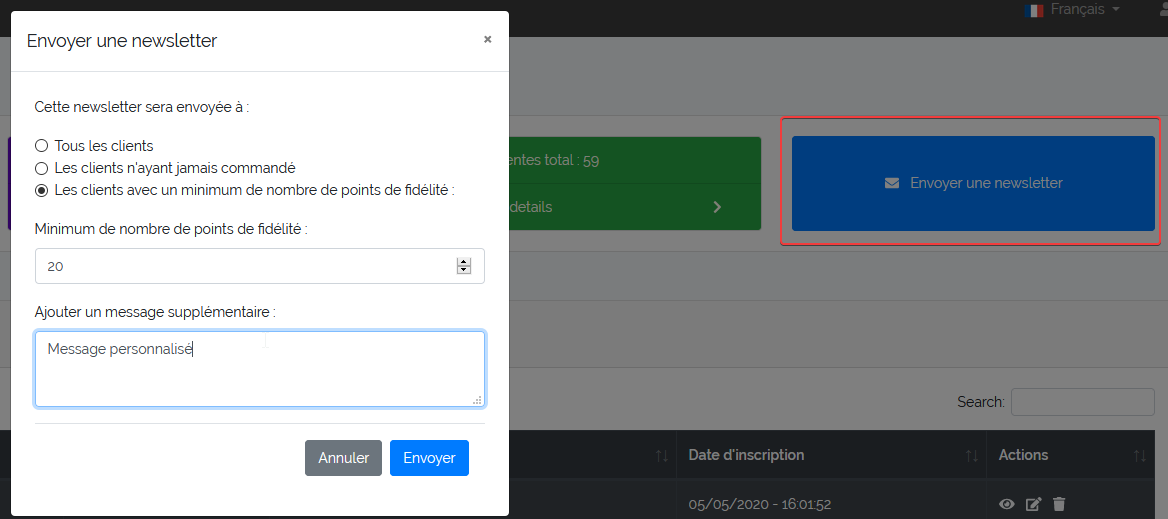 Français
Envoyer une newsletter
×
Cette newsletter sera envoyée à :
Tous les clients
Les clients n'ayant jamais commandé
Les clients avec un minimum de nombre de points de fidélité :
Minimum de nombre de points de fidélité :
20
Ajouter un message supplémentaire :
Message personnalisé
Annuler
Envoyer
entes total : 59
details
Envoyer une newsletter
Search:
Date d'inscription
Actions
05/05/2020 - 16:01:52